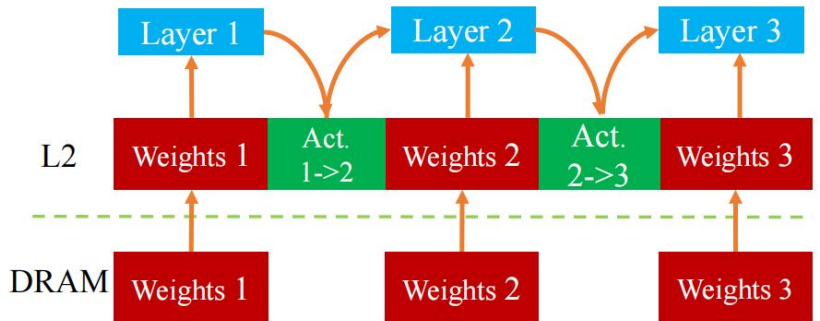 Layer 1
Layer 2
Layer 3
L2
Weights 1
Act.
1->2
Weights 2
Act.
2->3
Weights 3
DRAM
Weights 1
Weights 2
Weights 3